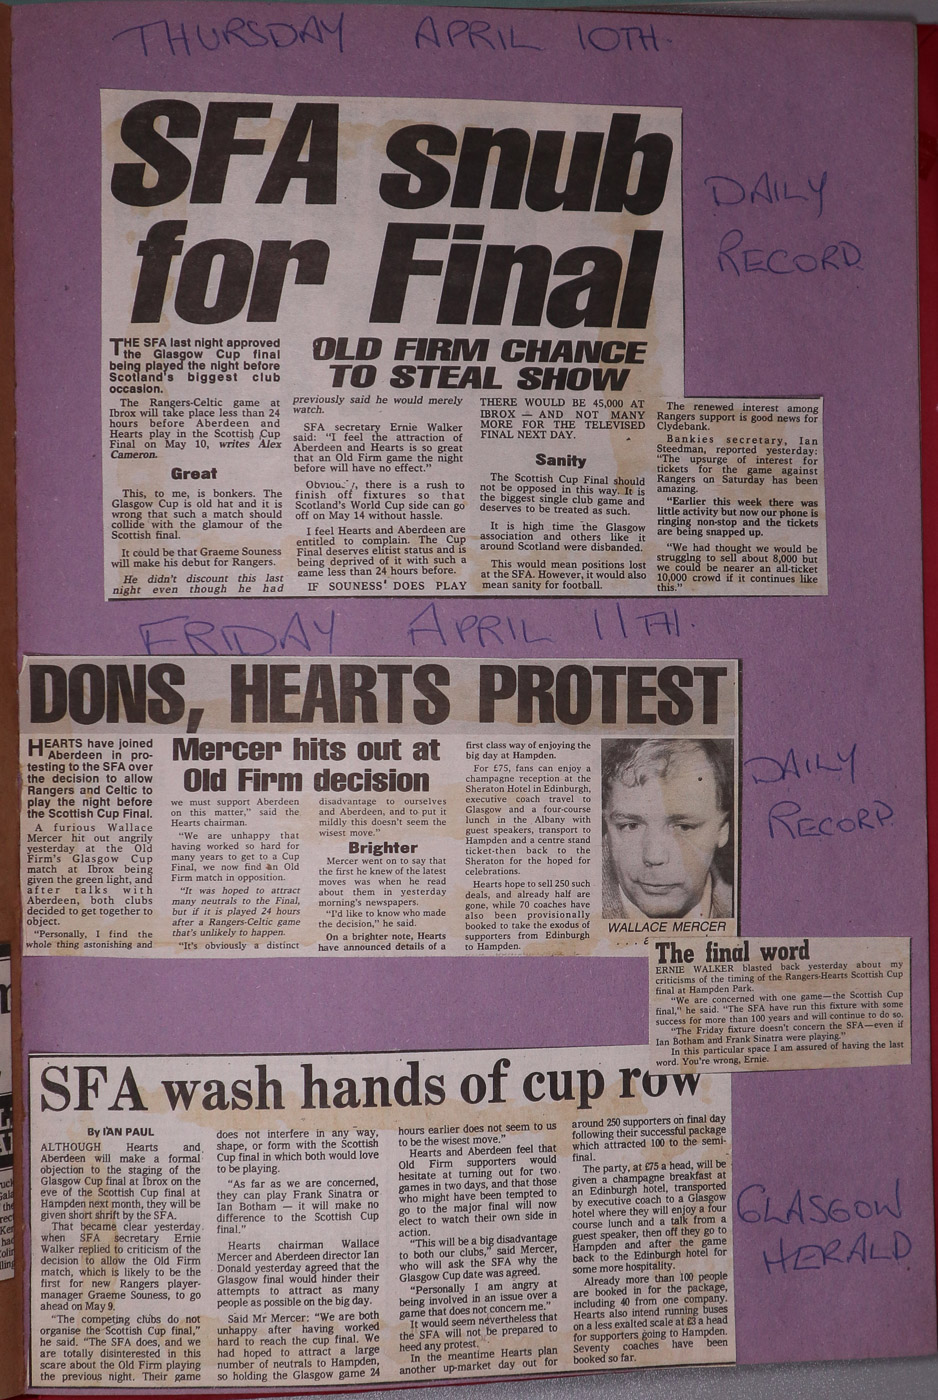 THURSDAY APRIL 10TH.
SFA snub
for Final
DAILY
RECORD
THE SFA last night approved
the Glasgow Cup final
being played the night before
Scotland's biggest club
occasion.
The Rangers-Celtic game at
Ibrox will take place less than 24
hours before Aberdeen and
Hearts play in the Scottish Cup
Final on May 10, writes Alex
Cameron.
Great
This, to me, is bonkers. The
Glasgow Cup is old hat and it is
wrong that such a match should
collide with the glamour of the
Scottish final.
It could be that Graeme Souness
will make his debut for Rangers.
He didn't discount this last
night even though he had
OLD FIRM CHANCE
TO STEAL SHOW
previously said he would merely
watch.
SFA secretary Ernie Walker
said: "I feel the attraction of
Aberdeen and Hearts is so great
that an Old Firm game the night
before will have no effect."
Obviously, there is a rush to
finish off fixtures so that
Scotland's World Cup side can go
off on May 14 without hassle.
I feel Hearts and Aberdeen are
entitled to complain. The Cup
Final deserves elitist status and is
being deprived of it with such a
game less than 24 hours before.
IF SOUNESS DOES PLAY
THERE WOULD BE 45,000 AT
IBROX — AND NOT MANY
MORE FOR THE TELEVISED
FINAL NEXT DAY.
Sanity
The Scottish Cup Final should
not be opposed in this way. It is
the biggest single club game and
deserves to be treated as such.
It is high time the Glasgow
association and others like it
around Scotland were disbanded.
This would mean positions lost
at the SFA. However, it would also
mean sanity for football.
The renewed interest among
Rangers support is good news for
Clydebank.
Bankies secretary, Ian
Steedman, reported yesterday:
"The upsurge of interest for
tickets for the game against
Rangers on Saturday has been
amazing.
"Earlier this week there was
little activity but now our phone is
ringing non-stop and the tickets
are being snapped up.
"We had thought we would be
struggling to sell about 8,000 but
we could be nearer an all-ticket
10,000 crowd if it continues like
this."
FRIDAY APRIL 11TH.
DONS, HEARTS PROTEST
DAILY
RECORD.
HEARTS have joined
Aberdeen in pro-
testing to the SFA over
the decision to allow
Rangers and Celtic to
play the night before
the Scottish Cup Final.
A furious Wallace
Mercer hit out angrily
yesterday at the Old
Firm's Glasgow Cup
match at Ibrox being
given the green light, and
after talks with
Aberdeen, both clubs
decided to get together to
object.
"Personally, I find the
whole thing astonishing and
Mercer hits out at
Old Firm decision
we must support Aberdeen
on this matter," said the
Hearts chairman.
"We are unhappy that
having worked so hard for
many years to get to a Cup
Final, we now find an Old
Firm match in opposition.
"It was hoped to attract
many neutrals to the Final,
but if it is played 24 hours
after a Rangers-Celtic game
that's unlikely to happen.
"It's obviously a distinct
disadvantage to ourselves
and Aberdeen, and to put it
mildly this doesn't seem the
wisest move."
Brighter
Mercer went on to say that
the first he knew of the latest
moves was when he read
about them in yesterday
morning's newspapers.
"I'd like to know who made
the decision," he said.
On a brighter note, Hearts
have announced details of a
first class way of enjoying the
big day at Hampden.
For £75, fans can enjoy a
champagne reception at the
Sheraton Hotel in Edinburgh,
executive coach travel to
Glasgow and a four-course
lunch in the Albany with
guest speakers, transport to
Hampden and a centre stand
ticket-then back to the
Sheraton for the hoped for
celebrations.
Hearts hope to sell 250 such
deals, and already half are
gone, while 70 coaches have
also been provisionally
booked to take the exodus of
supporters from Edinburgh
to Hampden.
WALLACE MERCER
The final word
ERNIE WALKER blasted back yesterday about my
criticisms of the timing of the Rangers-Hearts Scottish Cup
final at Hampden Park.
"We are concerned with one game—the Scottish Cup
final," he said. "The SFA have run this fixture with some
success for more than 100 years and will continue to do so.
"The Friday fixture doesn't concern the SFA—even if
Ian Botham and Frank Sinatra were playing."
In this particular space I am assured of having the last
word. You're wrong, Ernie.
SFA wash hands of cup row
GLASGOW
HERALD.
By IAN PAUL
ALTHOUGH Hearts and
Aberdeen will make a formal
objection to the staging of the
Glasgow Cup final at Ibrox on
the eve of the Scottish Cup final at
Hampden next month, they will be
given short shrift by the SFA.
That became clear yesterday
when SFA secretary Ernie
Walker replied to criticism of the
decision to allow the Old Firm
match, which is likely to be the
first for new Rangers player-
manager Graeme Souness, to go
ahead on May 9.
"The competing clubs do not
organise the Scottish Cup final,"
he said. "The SFA does, and we
are totally disinterested in this
scare about the Old Firm playing
the previous night. Their game
does not interfere in any way,
shape, or form with the Scottish
Cup final in which both would love
to be playing.
"As far as we are concerned,
they can play Frank Sinatra or
Ian Botham — it will make no
difference to the Scottish Cup
final."
Hearts chairman Wallace
Mercer and Aberdeen director Ian
Donald yesterday agreed that the
Glasgow final would hinder their
attempts to attract as many
people as possible on the big day.
Said Mr Mercer: "We are both
unhappy after having worked
hard to reach the cup final. We
had hoped to attract a large
number of neutrals to Hampden,
so holding the Glasgow game 24
hours earlier does not seem to us
to be the wisest move."
Hearts and Aberdeen feel that
Old Firm supporters would
hesitate at turning out for two
games in two days, and that those
who might have been tempted to
go to the major final will now
elect to watch their own side in
action.
"This will be a big disadvantage
to both our clubs," said Mercer,
who will ask the SFA why the
Glasgow Cup date was agreed.
"Personally I am angry at
being involved in an issue over a
game that does not concern me."
It would seem nevertheless that
the SFA will not be prepared to
heed any protest.
In the meantime Hearts plan
another up-market day out for
around 250 supporters on final day
following their successful package
which attracted 100 to the semi-
final.
The party, at £75 a head, will be
given a champagne breakfast at
an Edinburgh hotel, transported
by executive coach to a Glasgow
hotel where they will enjoy a four
course lunch and a talk from a
guest speaker, then off they go to
Hampden and after the game
back to the Edinburgh hotel for
some more hospitality.
Already more than 100 people
are booked in for the package,
including 40 from one company.
Hearts also intend running buses
on a less exalted scale at £3 a head
for supporters going to Hampden.
Seventy coaches have been
booked so far.